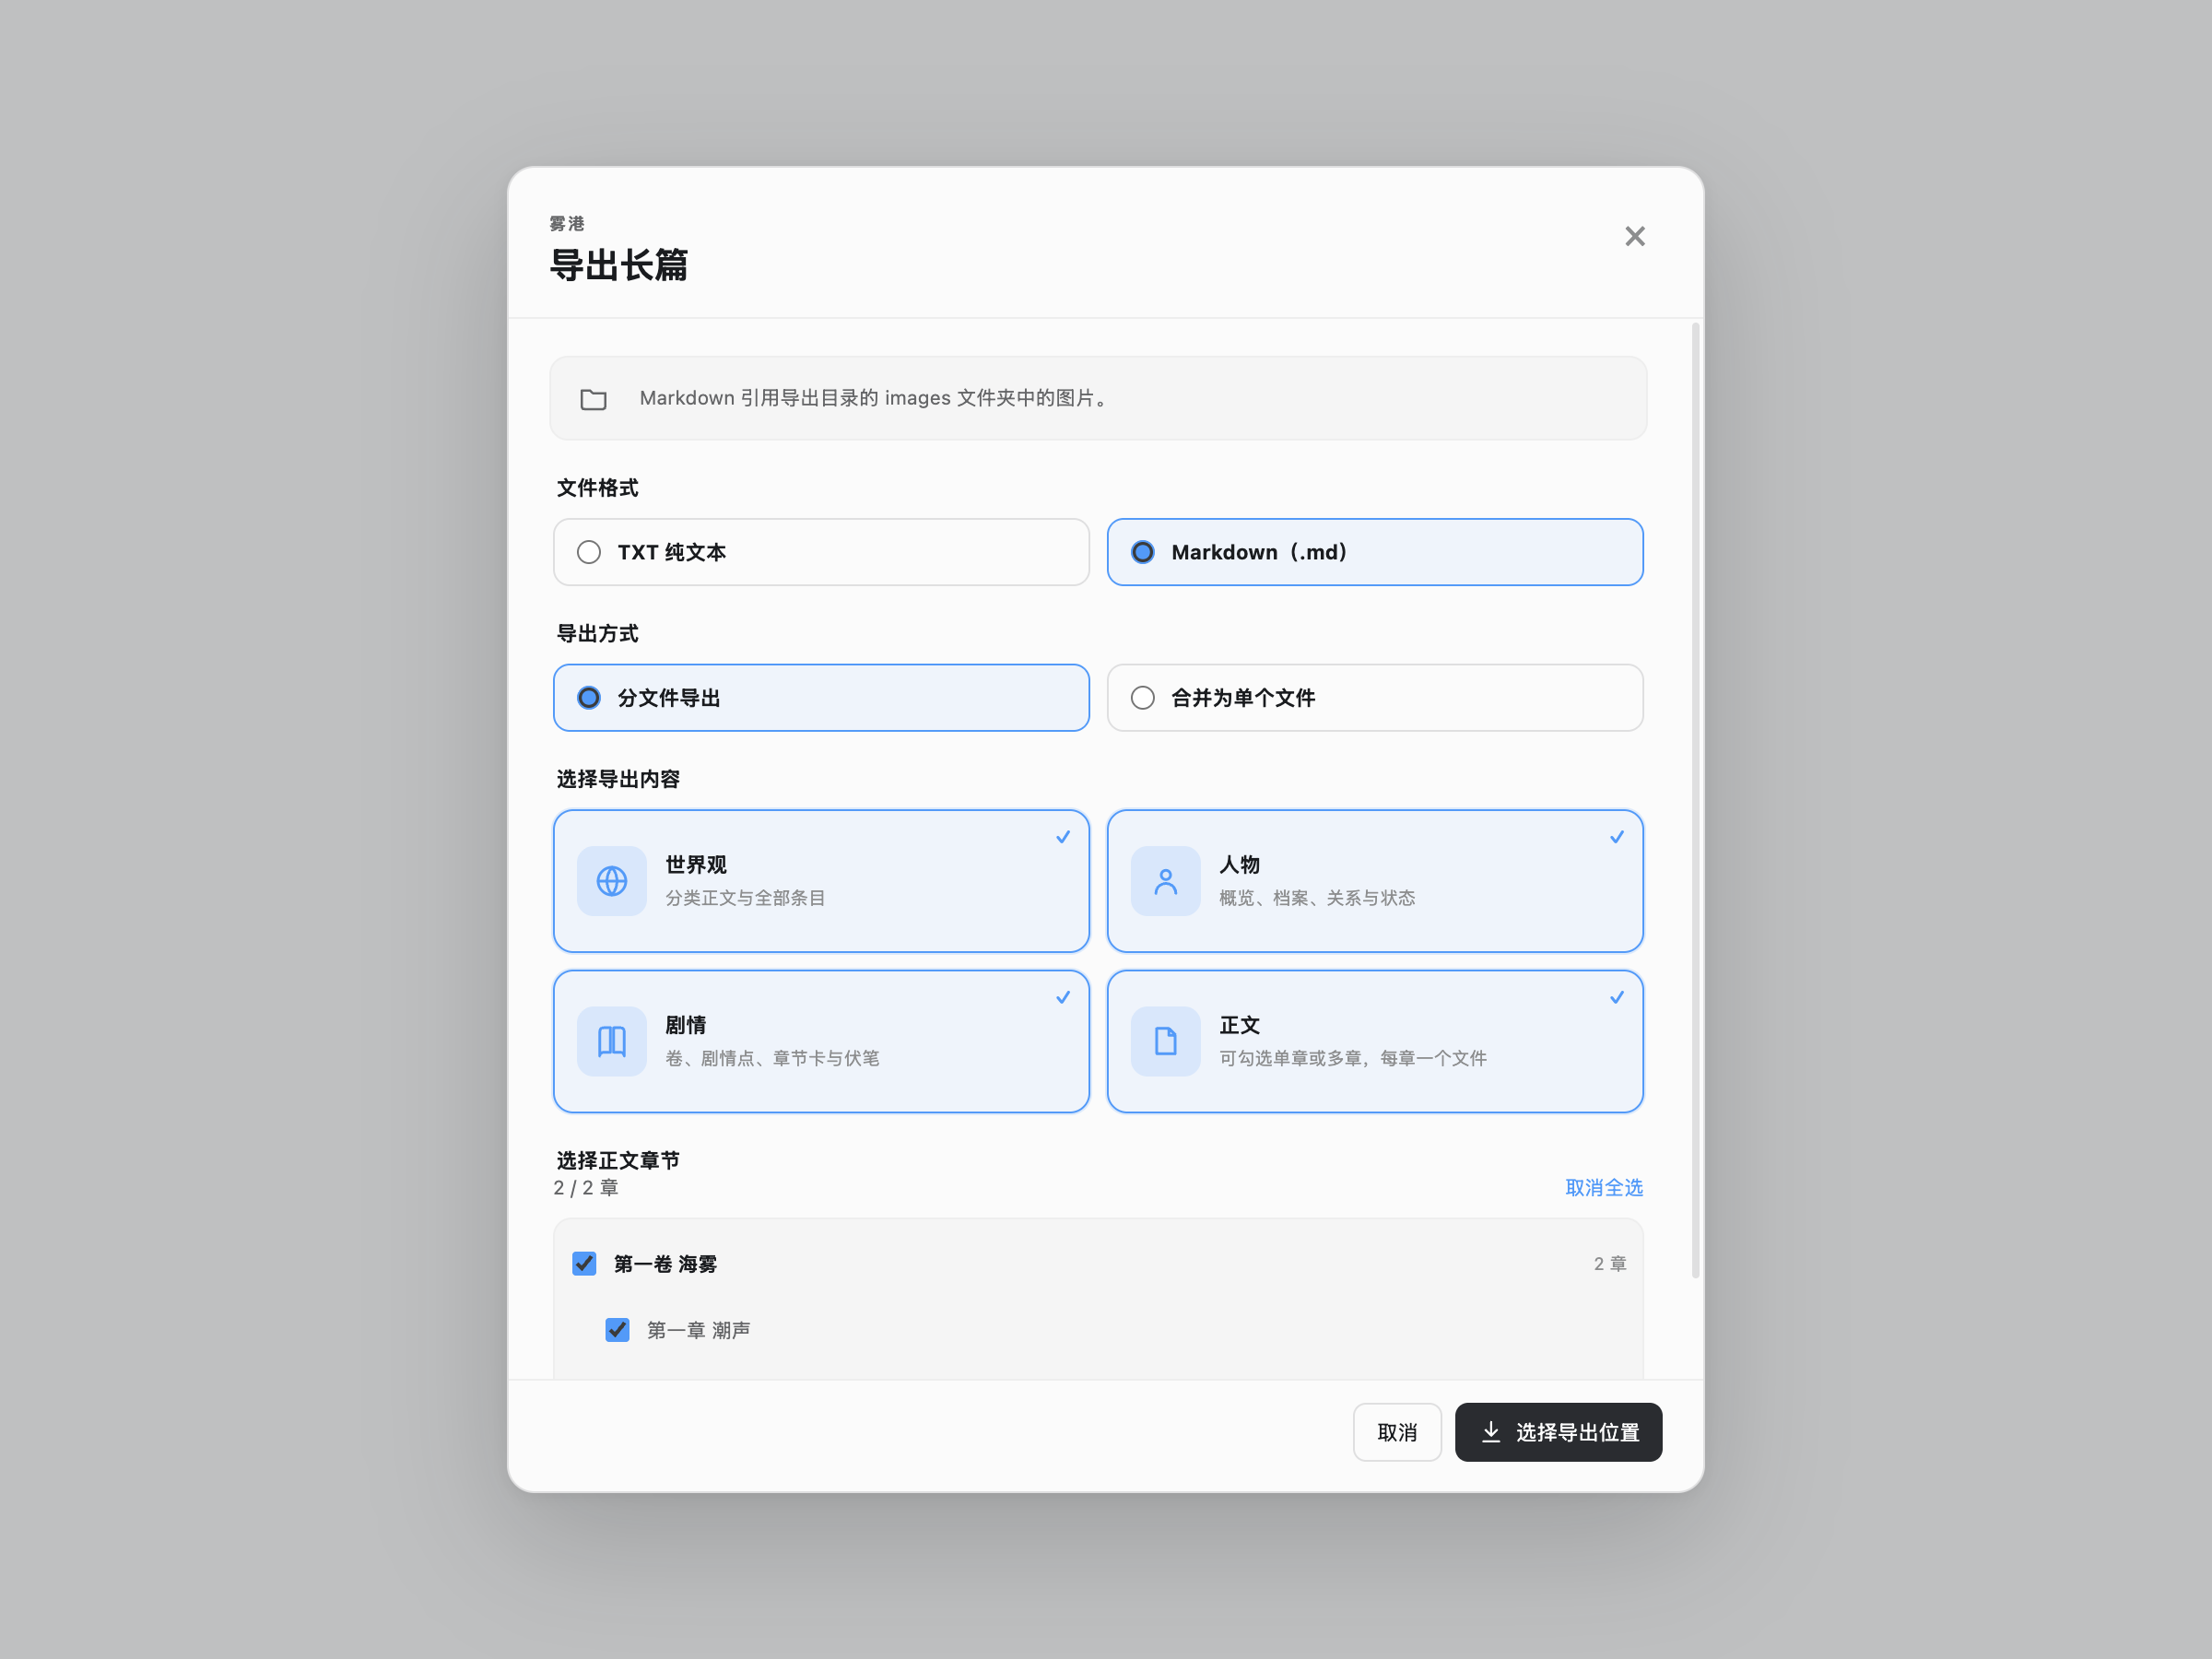 雾港
导出长篇
Markdown 引用导出目录的 images 文件夹中的图片。
文件格式
TXT 纯文本
Markdown（.md）
导出方式
分文件导出
合并为单个文件
选择导出内容
世界观
分类正文与全部条目
人物
概览、档案、关系与状态
剧情
卷、剧情点、章节卡与伏笔
正文
可勾选单章或多章，每章一个文件
选择正文章节
2 / 2 章
取消全选
第一卷 海雾
2 章
第一章 潮声
取消
选择导出位置